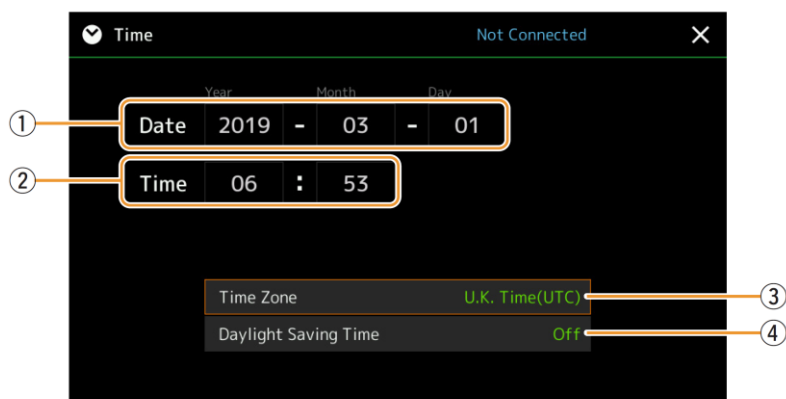 Time Not Connected
Year Month Day
① Date 2019 - 03 - 01
② Time 06 : 53
Time Zone U.K. Time(UTC) ③
Daylight Saving Time Off ④